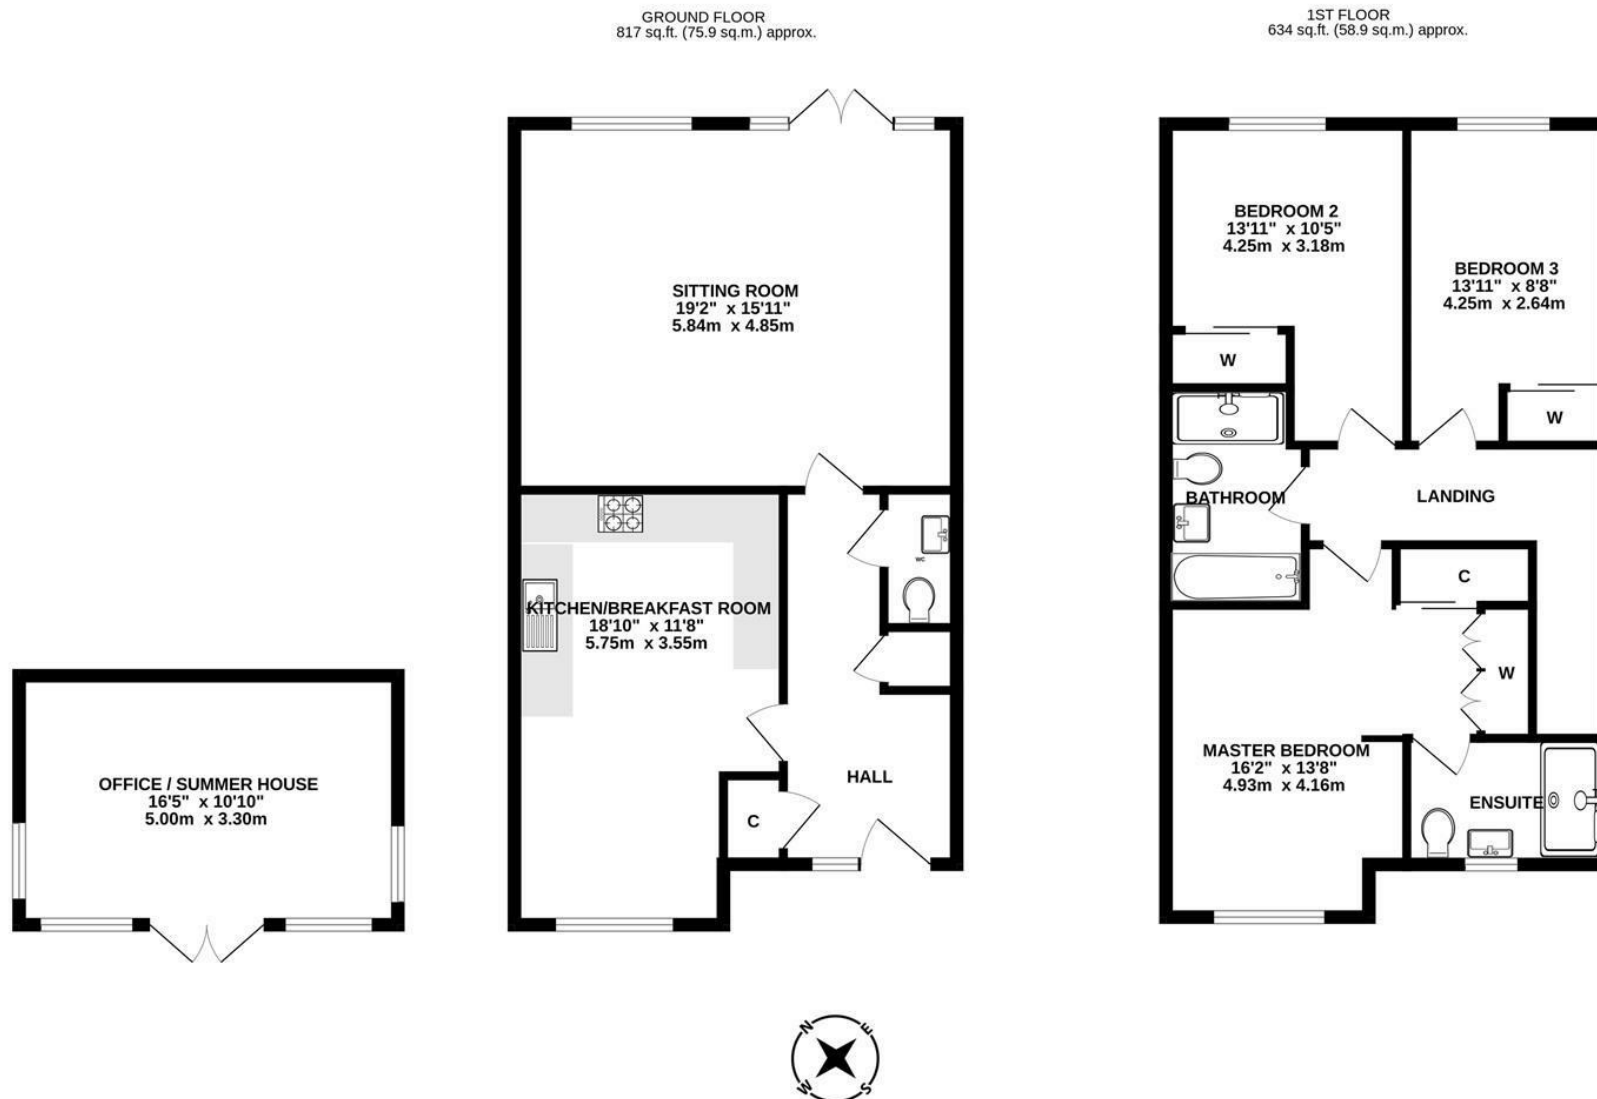 GROUND FLOOR
817 sq.ft. (75.9 sq.m.) approx.
1ST FLOOR
634 sq.ft. (58.9 sq.m.) approx.
SITTING ROOM
19'2" x 15'11"
5.84m x 4.85m
KITCHEN/BREAKFAST ROOM
18'10" x 11'8"
5.75m x 3.55m
WC
HALL
C
OFFICE / SUMMER HOUSE
16'5" x 10'10"
5.00m x 3.30m
BEDROOM 2
13'11" x 10'5"
4.25m x 3.18m
W
BEDROOM 3
13'11" x 8'8"
4.25m x 2.64m
W
BATHROOM
LANDING
C
W
MASTER BEDROOM
16'2" x 13'8"
4.93m x 4.16m
ENSUITE
N
E
W
S